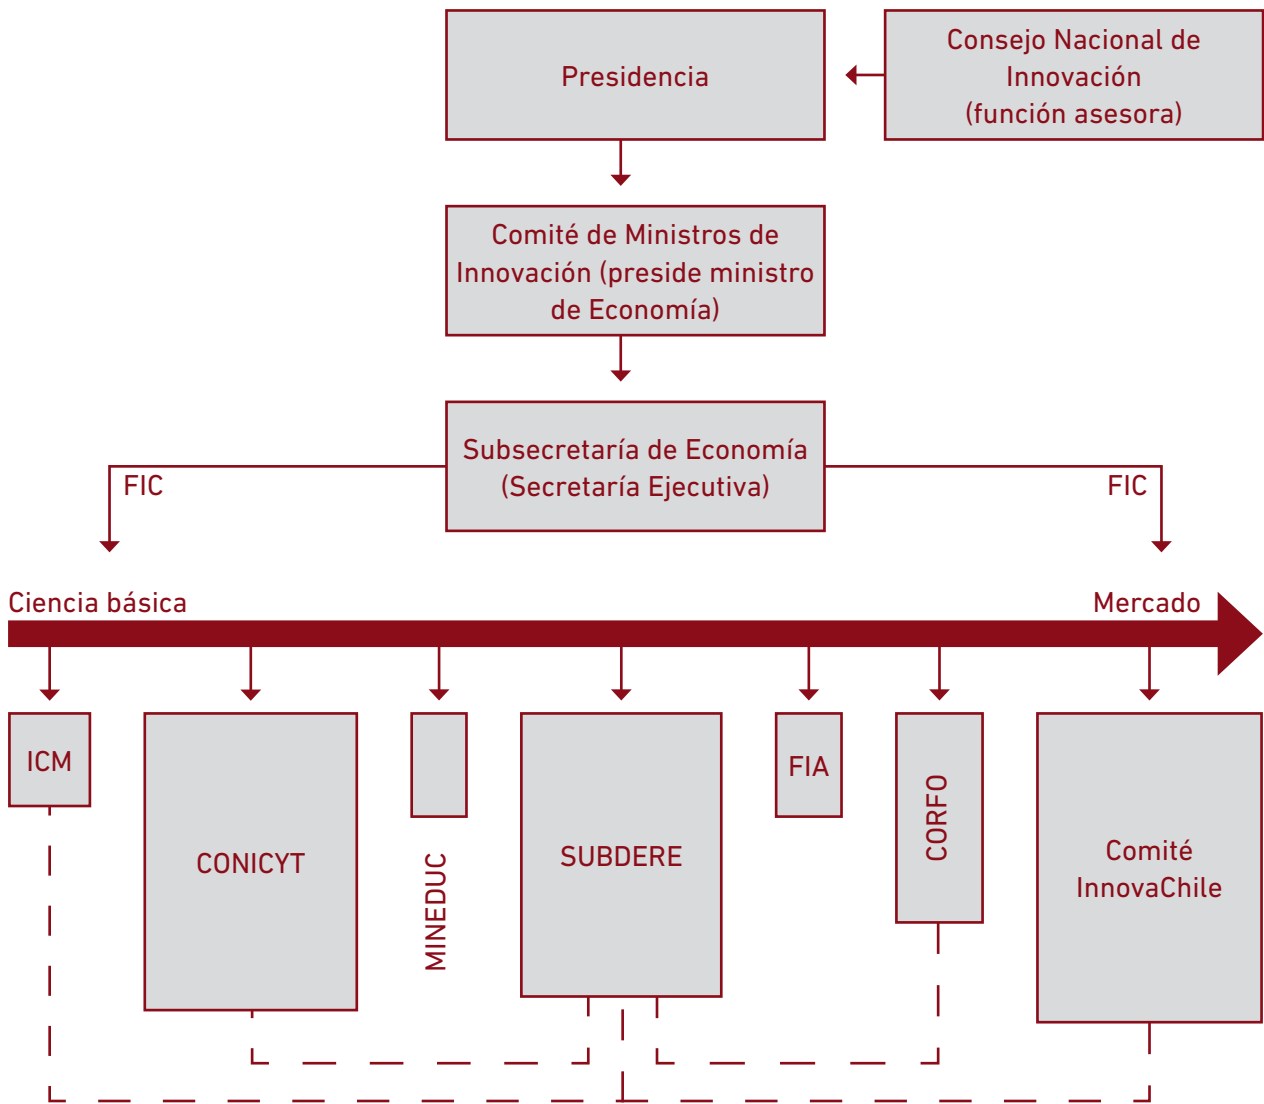 Presidencia
Consejo Nacional de
Innovación
(función asesora)
Comité de Ministros de
Innovación (preside ministro
de Economía)
Subsecretaría de Economía
(Secretaría Ejecutiva)
FIC
FIC
Ciencia básica
Mercado
ICM
CONICYT
MINEDUC
SUBDERE
FIA
CORFO
Comité
InnovaChile